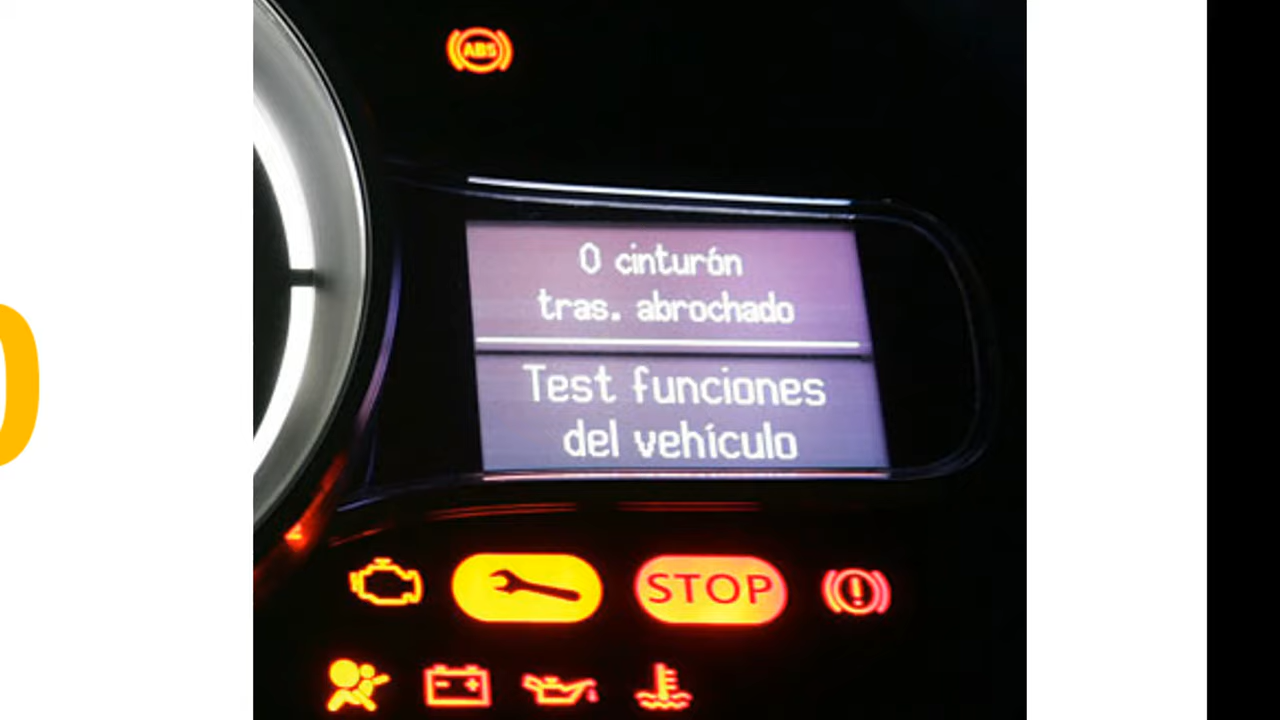 ABS
0 cinturón
tras. abrochado
Test funciones
del vehículo
STOP